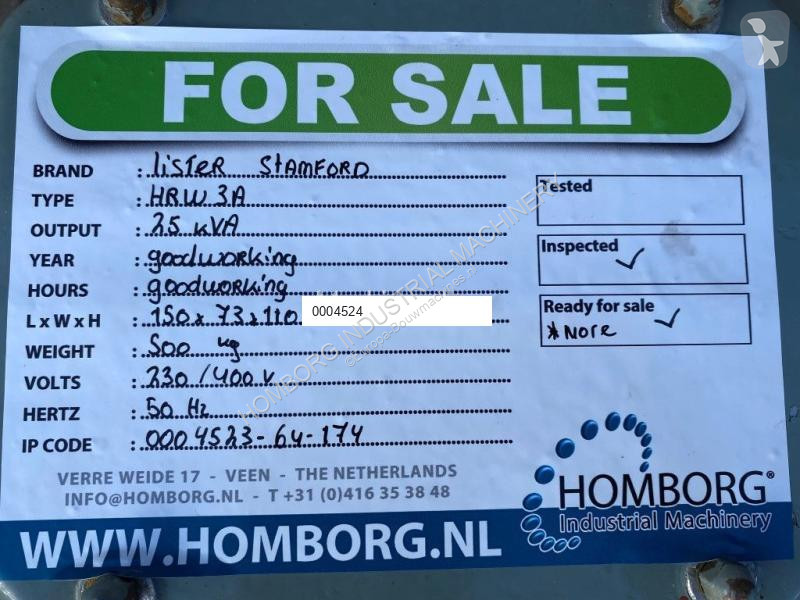 FOR SALE
BRAND : lister Stamford
TYPE : HRW 3A
OUTPUT : 25 kVA
YEAR : goodworking
HOURS : goodworking
L x W x H : 150 x 73 x 110 0004524
WEIGHT : 500 kg
VOLTS : 230/400 V
HERTZ : 50 Hz
IP CODE : 0004523-64-174
Tested
Inspected ✓
Ready for sale ✓
VERRE WEIDE 17 - VEEN - THE NETHERLANDS
INFO@HOMBORG.NL - T +31 (0)416 35 38 48
WWW.HOMBORG.NL
HOMBORG®
Industrial Machinery
HOMBORG INDUSTRIAL MACHINERY